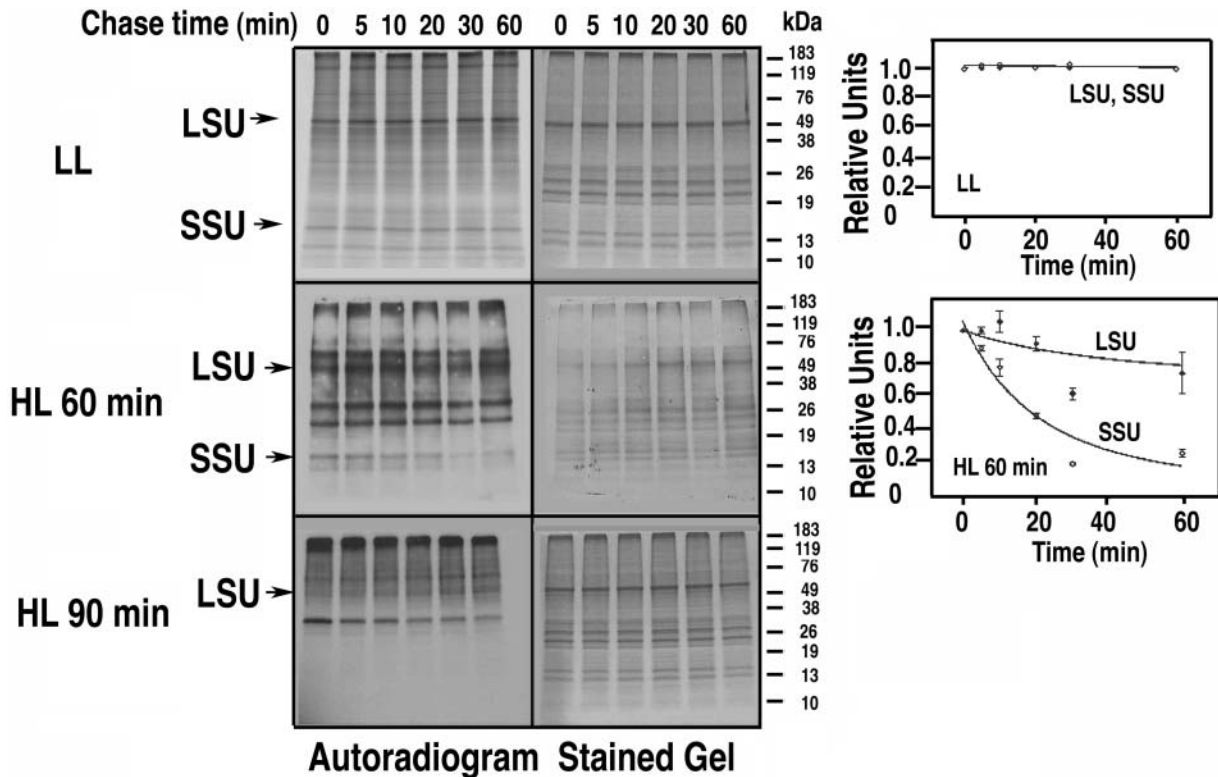 Chase time (min) 0 5 10 20 30 60 0 5 10 20 30 60 kDa
LL
LSU
SSU
183
119
76
49
38
26
19
13
10
HL 60 min
LSU
SSU
183
119
76
49
38
26
19
13
10
HL 90 min
LSU
183
119
76
49
38
26
19
13
10
Autoradiogram Stained Gel
Relative Units
1.0
0.8
0.6
0.4
0.2
0
LSU, SSU
LL
0 20 40 60
Time (min)
Relative Units
1.0
0.8
0.6
0.4
0.2
0
LSU
SSU
HL 60 min
0 20 40 60
Time (min)